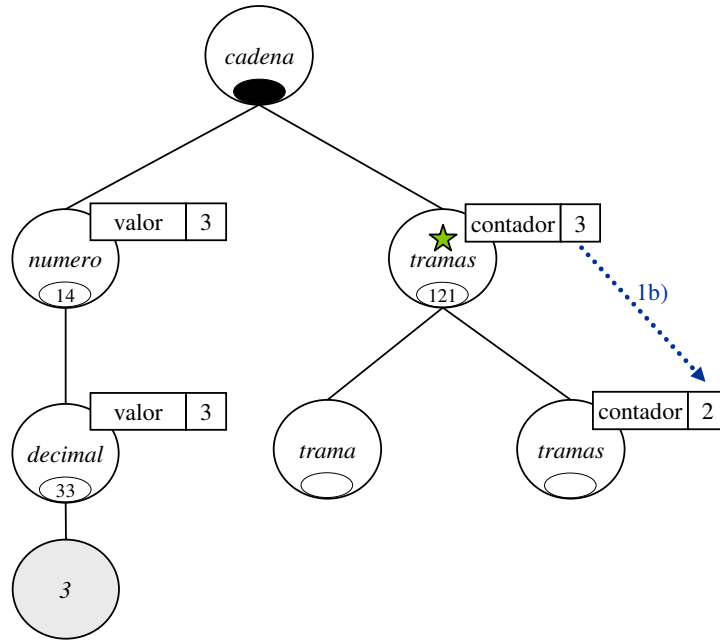 cadena
valor 3
contador 3
numero
tramas
14
121
1b)
valor 3
contador 2
decimal
trama
tramas
33
3